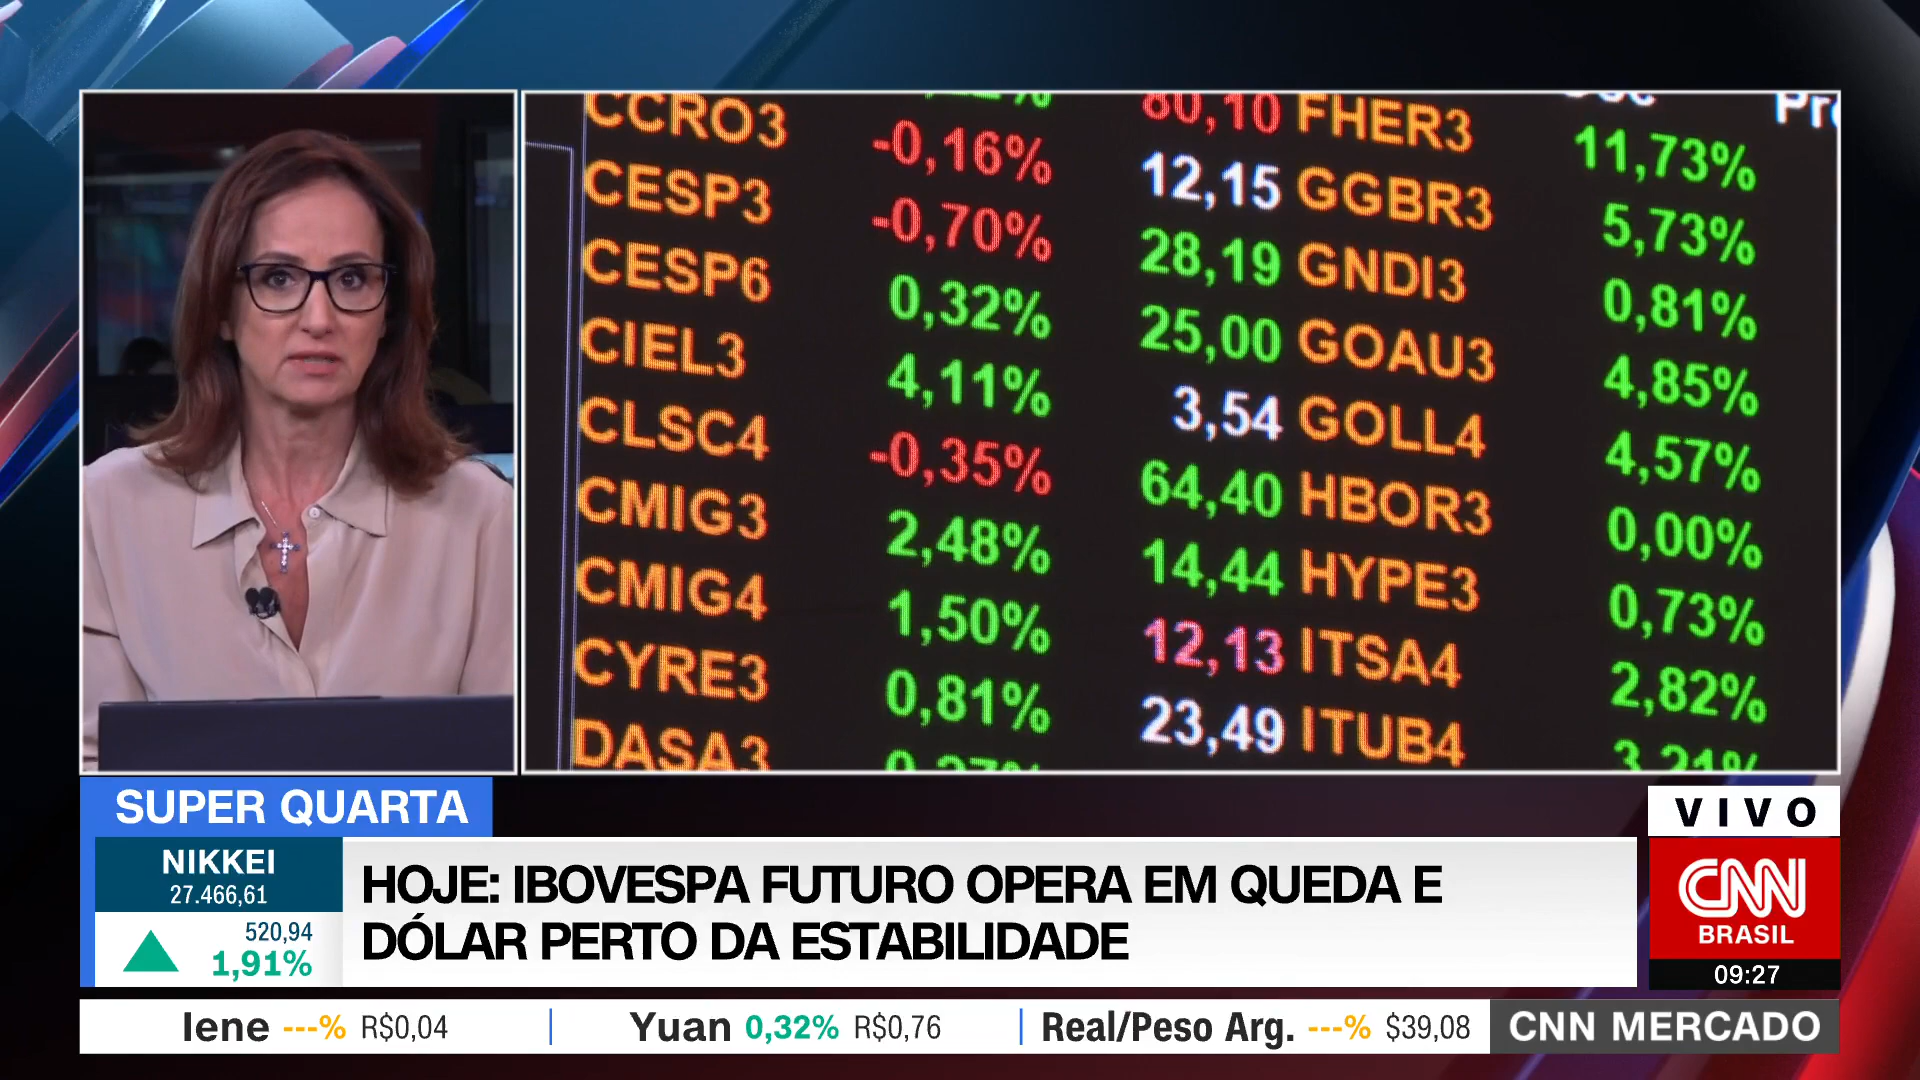 CCRO3 -0,16% 80,10 FHER3 11,73%
CESP3 -0,70% 12,15 GGBR3 5,73%
CESP6 0,32% 28,19 GNDI3 0,81%
CIEL3 4,11% 25,00 GOAU3 4,85%
CLSC4 -0,35% 3,54 GOLL4 4,57%
CMIG3 2,48% 64,40 HBOR3 0,00%
CMIG4 1,50% 14,44 HYPE3 0,73%
CYRE3 0,81% 12,13 ITSA4 2,82%
DASA3 23,49 ITUB4 3,21%
SUPER QUARTA
NIKKEI
27.466,61
520,94
1,91%
HOJE: IBOVESPA FUTURO OPERA EM QUEDA E
DÓLAR PERTO DA ESTABILIDADE
VIVO
CNN
BRASIL
09:27
Iene ---% R$0,04 Yuan 0,32% R$0,76 Real/Peso Arg. ---% $39,08
CNN MERCADO